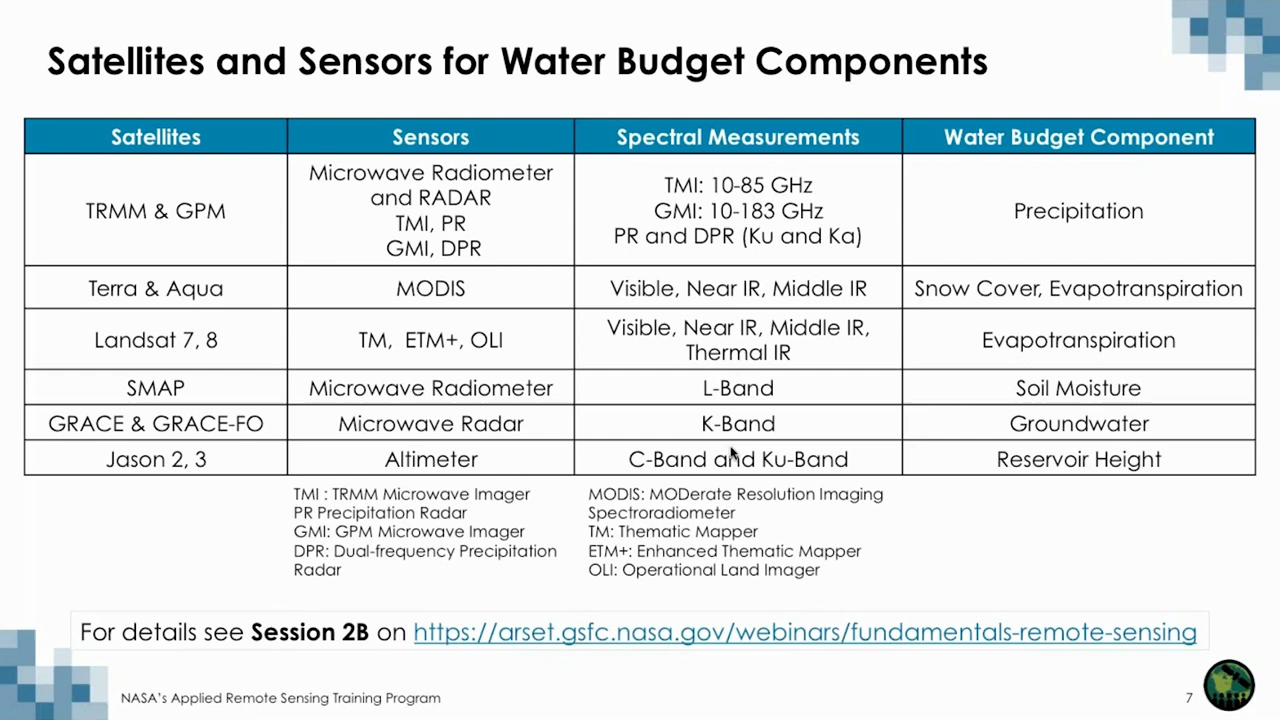 Satellites and Sensors for Water Budget Components
Satellites Sensors Spectral Measurements Water Budget Component
TRMM & GPM
Microwave Radiometer
and RADAR
TMI, PR
GMI, DPR
TMI: 10-85 GHz
GMI: 10-183 GHz
PR and DPR (Ku and Ka)
Precipitation
Terra & Aqua MODIS Visible, Near IR, Middle IR Snow Cover, Evapotranspiration
Landsat 7, 8
TM, ETM+, OLI
Visible, Near IR, Middle IR,
Thermal IR
Evapotranspiration
SMAP Microwave Radiometer L-Band Soil Moisture
GRACE & GRACE-FO Microwave Radar K-Band Groundwater
Jason 2, 3 Altimeter C-Band and Ku-Band Reservoir Height
TMI : TRMM Microwave Imager
PR Precipitation Radar
GMI: GPM Microwave Imager
DPR: Dual-frequency Precipitation
Radar
MODIS: MODerate Resolution Imaging
Spectroradiometer
TM: Thematic Mapper
ETM+: Enhanced Thematic Mapper
OLI: Operational Land Imager
For details see Session 2B on https://arset.gsfc.nasa.gov/webinars/fundamentals-remote-sensing
NASA's Applied Remote Sensing Training Program
7